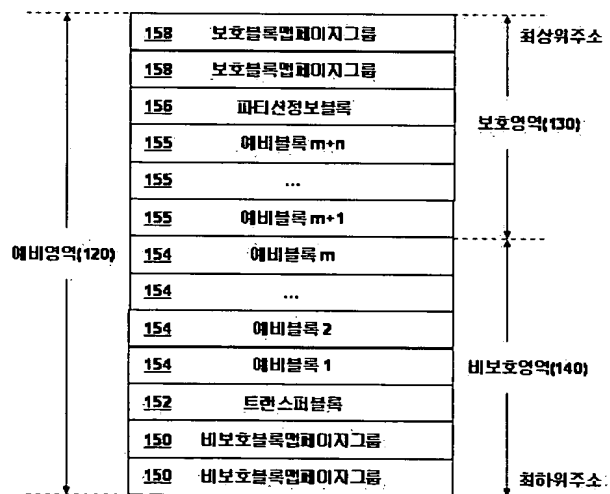 158 보호블록맵페이지그룹 최상위주소
158 보호블록맵페이지그룹
156 파티션정보블록
보호영역(130)
155 예비블록 m+n
155 ...
155 예비블록 m+1
예비영역(120) 154 예비블록 m
154 ...
154 예비블록 2
154 예비블록 1 비보호영역(140)
152 트랜스퍼블록
150 비보호블록맵페이지그룹
150 비보호블록맵페이지그룹 최하위주소